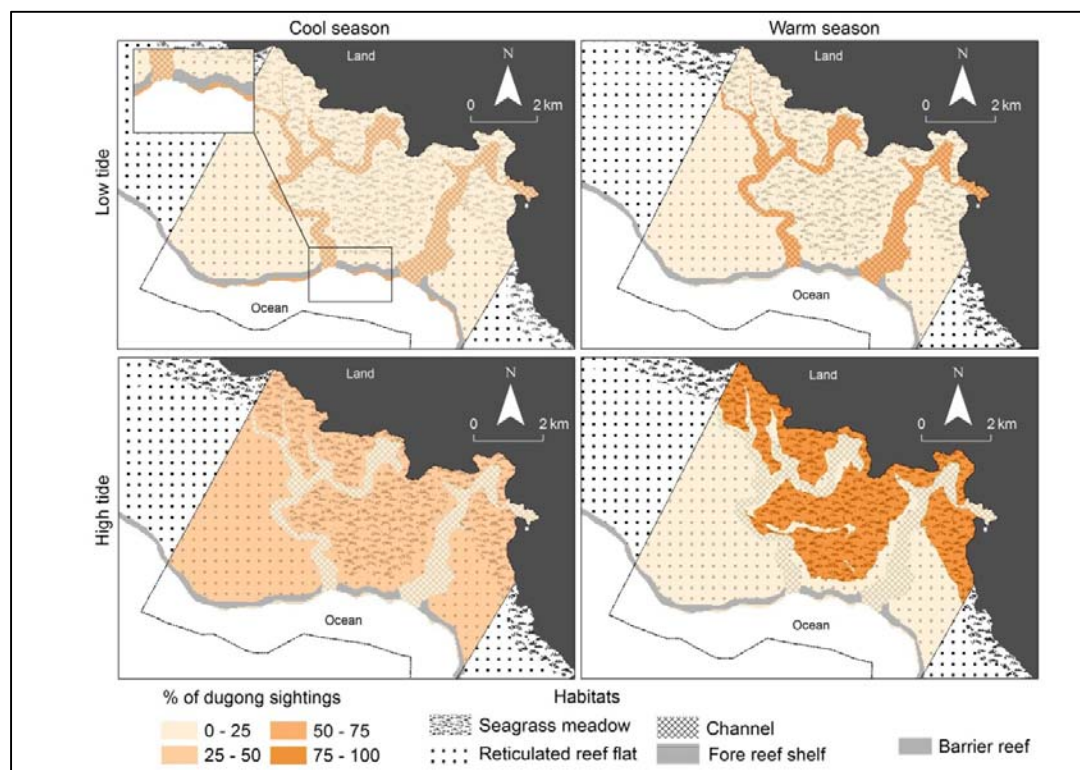 Cool season
Warm season
Low tide
Land
N
0 2 km
Ocean
Land
N
0 2 km
Ocean
High tide
Land
N
0 2 km
Ocean
Land
N
0 2 km
Ocean
% of dugong sightings
0 - 25
50 - 75
25 - 50
75 - 100
Habitats
Seagrass meadow
Channel
Reticulated reef flat
Fore reef shelf
Barrier reef